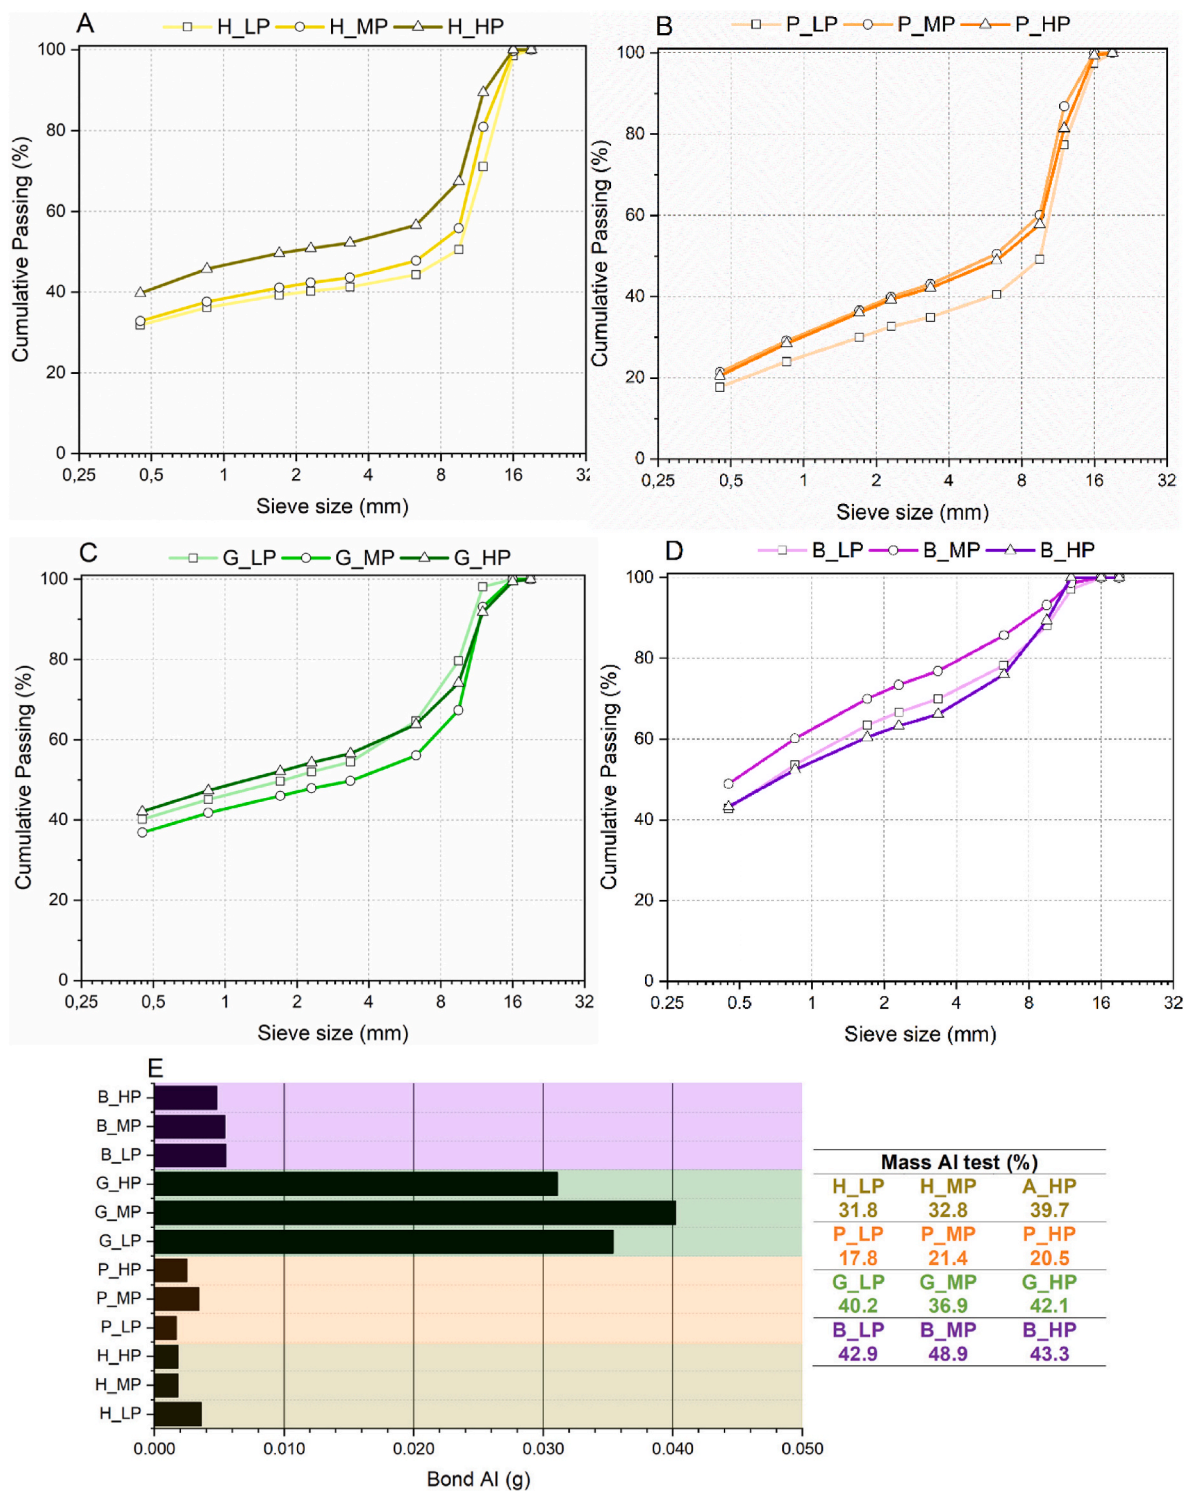 A
H_LP H_MP H_HP
100
80
60
40
20
0
Cumulative Passing (%)
0,25 0,5 1 2 4 8 16 32
Sieve size (mm)
B
P_LP P_MP P_HP
100
80
60
40
20
0
Cumulative Passing (%)
0,25 0,5 1 2 4 8 16 32
Sieve size (mm)
C
G_LP G_MP G_HP
100
80
60
40
20
0
Cumulative Passing (%)
0,25 0,5 1 2 4 8 16 32
Sieve size (mm)
D
B_LP B_MP B_HP
100
80
60
40
20
0
Cumulative Passing (%)
0.25 0.5 1 2 4 8 16 32
Sieve size (mm)
E
B_HP
B_MP
B_LP
G_HP
G_MP
G_LP
P_HP
P_MP
P_LP
H_HP
H_MP
H_LP
0.000 0.010 0.020 0.030 0.040 0.050
Bond AI (g)
Mass AI test (%)
H_LP H_MP A_HP
31.8 32.8 39.7
P_LP P_MP P_HP
17.8 21.4 20.5
G_LP G_MP G_HP
40.2 36.9 42.1
B_LP B_MP B_HP
42.9 48.9 43.3